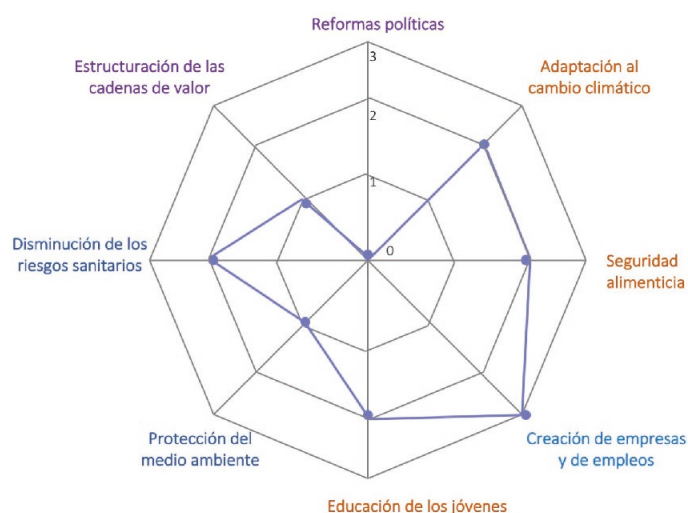 Reformas políticas
Estructuración de las
cadenas de valor
Adaptación al
cambio climático
3
2
1
0
Disminución de los
riesgos sanitarios
Seguridad
alimenticia
Protección del
medio ambiente
Creación de empresas
y de empleos
Educación de los jóvenes